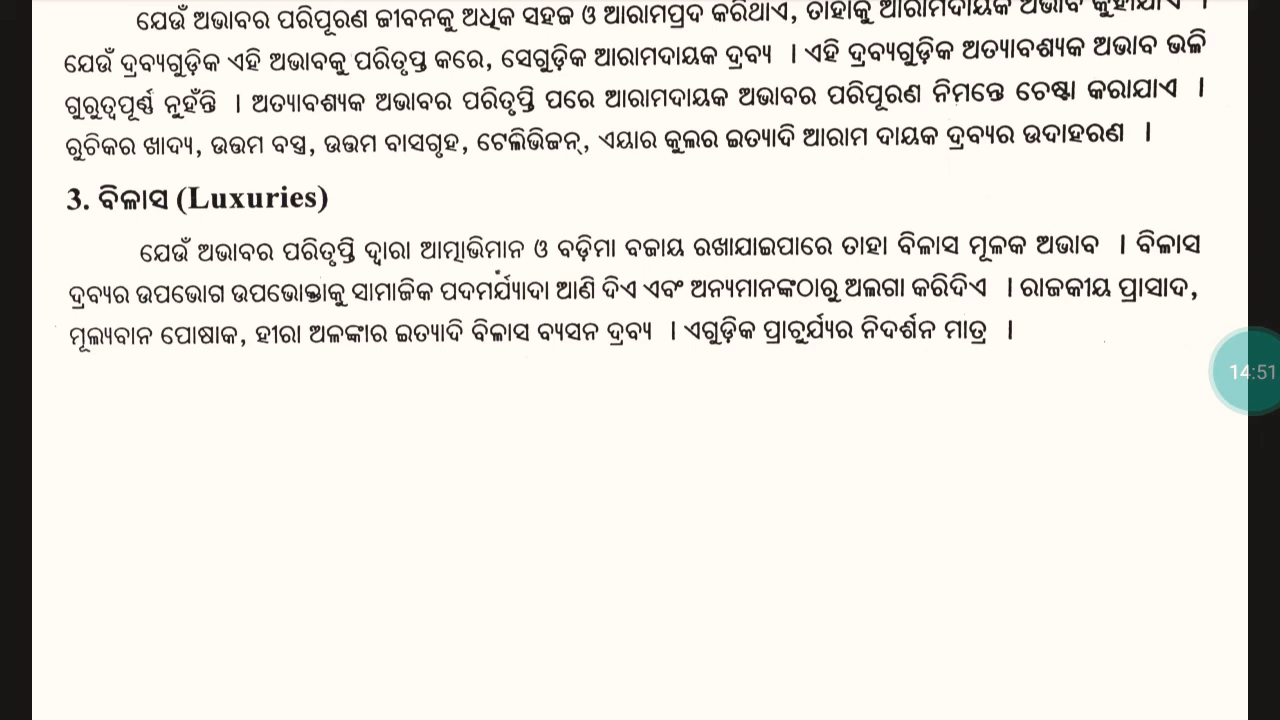 ଯେଉଁ ଅଭାବର ପରିପୂରଣ ଜୀବନକୁ ଅଧିକ ସହଜ ଓ ଆରାମପ୍ରଦ କରିଥାଏ, ତାହାକୁ ଆରାମଦାୟକ ଅଭାବ କୁହାଯାଏ ।
ଯେଉଁ ଦ୍ରବ୍ୟଗୁଡ଼ିକ ଏହି ଅଭାବକୁ ପରିତୃପ୍ତ କରେ, ସେଗୁଡ଼ିକ ଆରାମଦାୟକ ଦ୍ରବ୍ୟ । ଏହି ଦ୍ରବ୍ୟଗୁଡ଼ିକ ଅତ୍ୟାବଶ୍ୟକ ଅଭାବ ଭଳି
ଗୁରୁତ୍ୱପୂର୍ଣ୍ଣ ନୁହଁନ୍ତି । ଅତ୍ୟାବଶ୍ୟକ ଅଭାବର ପରିତୃପ୍ତି ପରେ ଆରାମଦାୟକ ଅଭାବର ପରିପୂରଣ ନିମନ୍ତେ ଚେଷ୍ଟା କରାଯାଏ ।
ରୁଚିକର ଖାଦ୍ୟ, ଉତ୍ତମ ବସ୍ତ୍ର, ଉତ୍ତମ ବାସଗୃହ, ଟେଲିଭିଜନ୍, ଏୟାର କୁଲର ଇତ୍ୟାଦି ଆରାମ ଦାୟକ ଦ୍ରବ୍ୟର ଉଦାହରଣ ।
3. ବିଳାସ (Luxuries)
ଯେଉଁ ଅଭାବର ପରିତୃପ୍ତି ଦ୍ୱାରା ଆତ୍ମାଭିମାନ ଓ ବଡ଼ିମା ବଜାୟ ରଖାଯାଇପାରେ ତାହା ବିଳାସ ମୂଳକ ଅଭାବ । ବିଳାସ
ଦ୍ରବ୍ୟର ଉପଭୋଗ ଉପଭୋକ୍ତାକୁ ସାମାଜିକ ପଦମର୍ଯ୍ୟାଦା ଆଣି ଦିଏ ଏବଂ ଅନ୍ୟମାନଙ୍କଠାରୁ ଅଲଗା କରିଦିଏ । ରାଜକୀୟ ପ୍ରାସାଦ,
ମୂଲ୍ୟବାନ ପୋଷାକ, ହୀରା ଅଳଙ୍କାର ଇତ୍ୟାଦି ବିଳାସ ବ୍ୟସନ ଦ୍ରବ୍ୟ । ଏଗୁଡ଼ିକ ପ୍ରାଚୁର୍ଯ୍ୟର ନିଦର୍ଶନ ମାତ୍ର ।
14:51